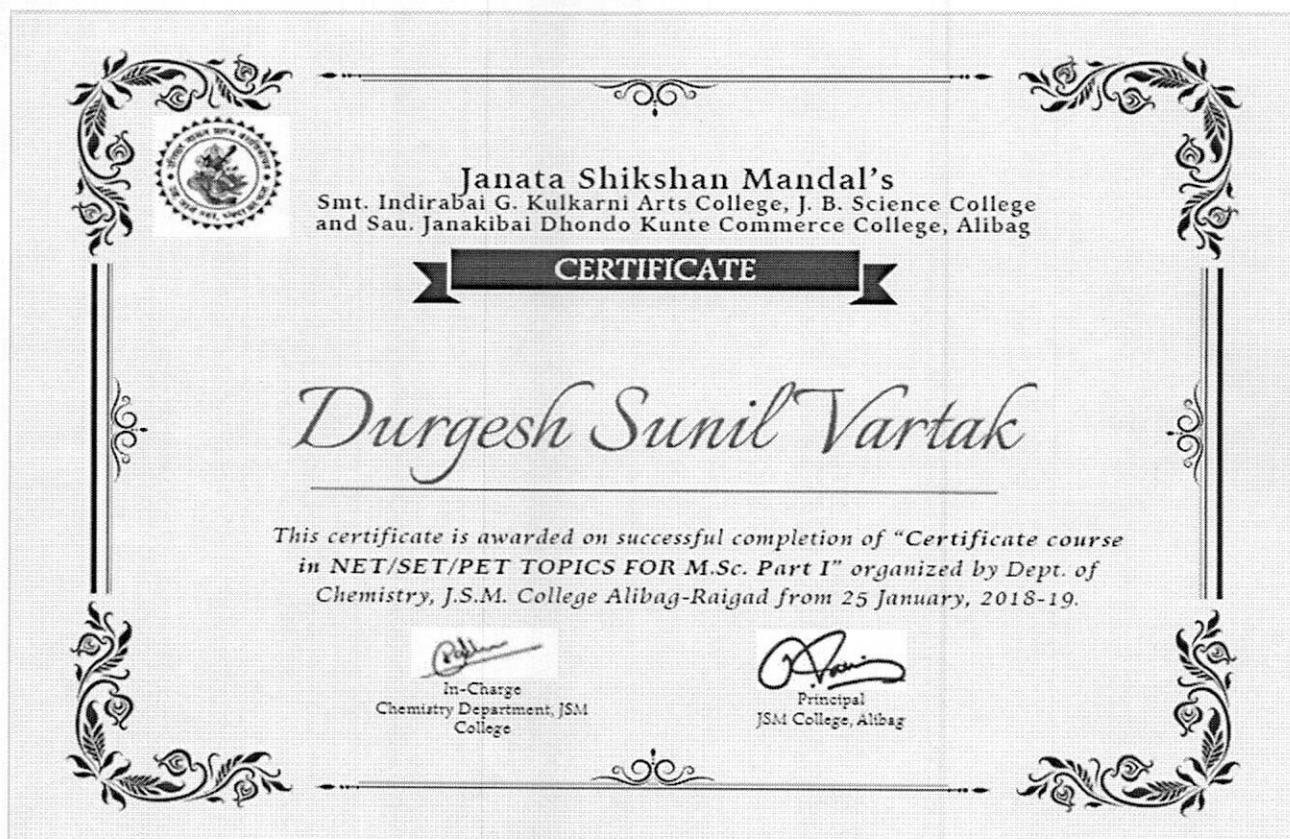 Janata Shikshan Mandal's
Smt. Indirabai G. Kulkarni Arts College, J. B. Science College
and Sau. Janakibai Dhondo Kunte Commerce College, Alibag
CERTIFICATE
Durgesh Sunil Vartak
This certificate is awarded on successful completion of "Certificate course
in NET/SET/PET TOPICS FOR M.Sc. Part I" organized by Dept. of
Chemistry, J.S.M. College Alibag-Raigad from 25 January, 2018-19.
In-Charge
Chemistry Department, JSM
College
Principal
JSM College, Alibag